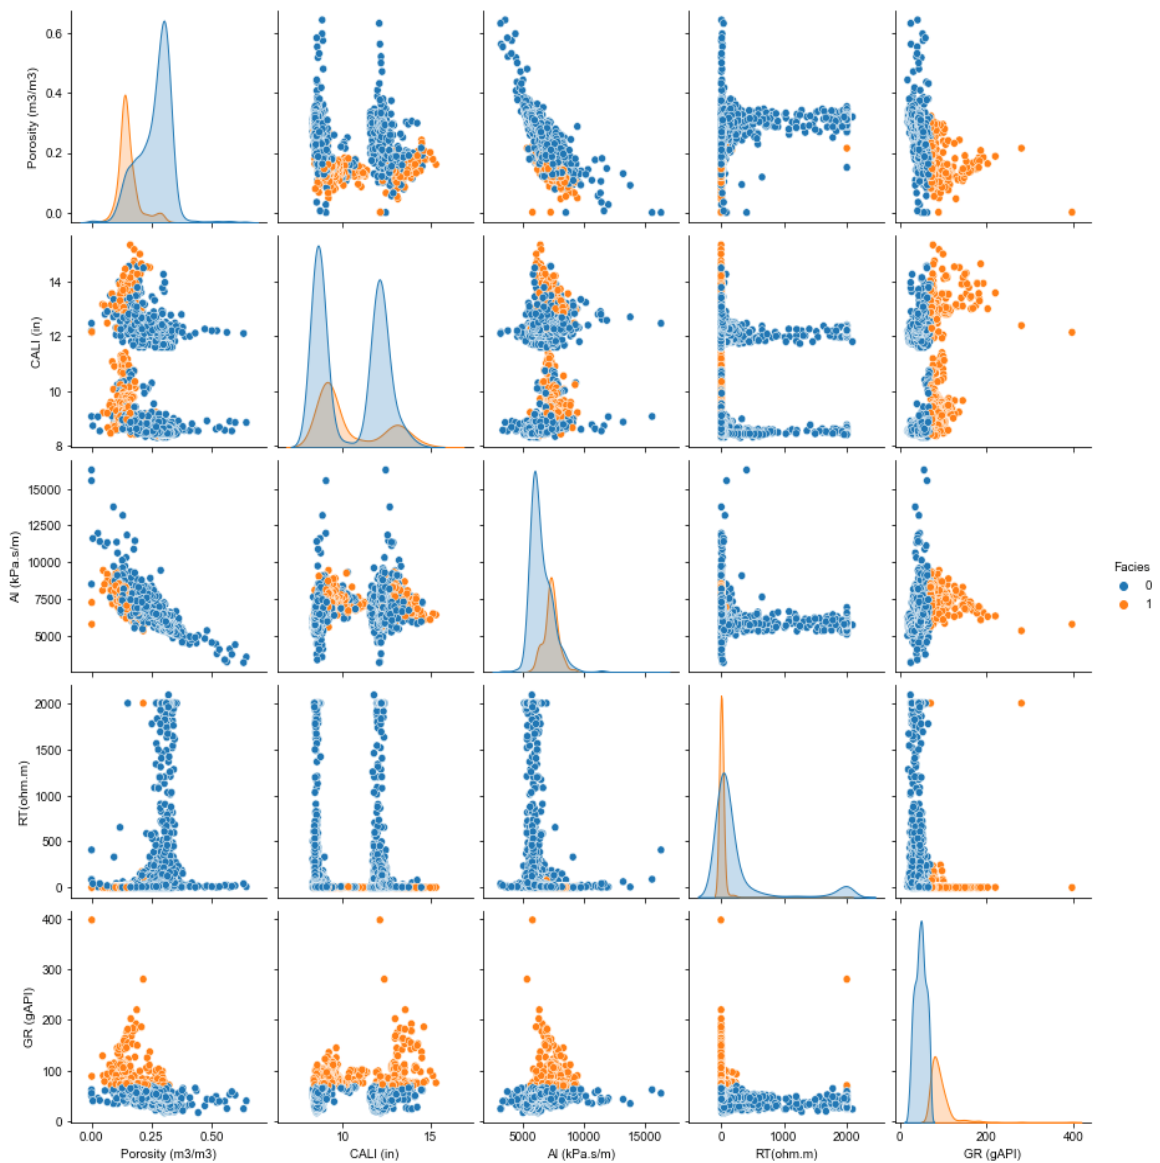 0.6
0.4
0.2
0.0
Porosity (m3/m3)
14
12
10
8
CALI (in)
15000
12500
10000
7500
5000
AI (kPa.s/m)
Facies
0
1
2000
1500
1000
500
0
RT(ohm.m)
400
300
200
100
0
GR (gAPI)
0.00 0.25 0.50
10 15
5000 10000 15000
0 1000 2000
0 200 400
Porosity (m3/m3)
CALI (in)
AI (kPa.s/m)
RT(ohm.m)
GR (gAPI)